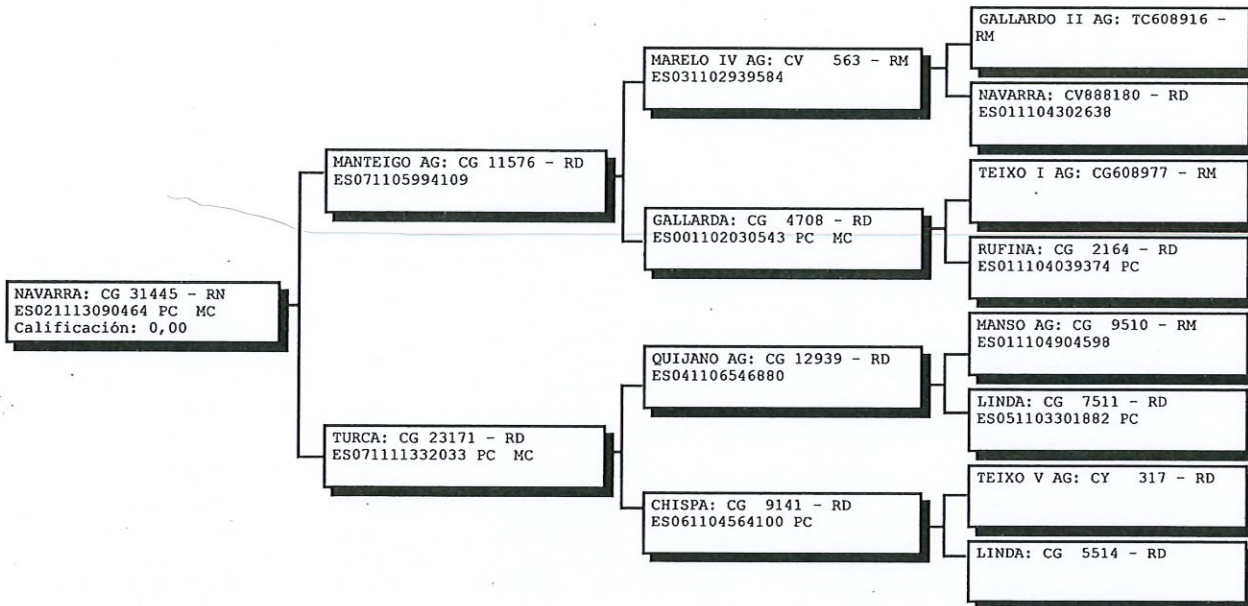 NAVARRA: CG 31445 - RN
ES021113090464 PC MC
Calificación: 0,00
MANTEIGO AG: CG 11576 - RD
ES071105994109
TURCA: CG 23171 - RD
ES071111332033 PC MC
MARELO IV AG: CV 563 - RM
ES031102939584
GALLARDA: CG 4708 - RD
ES001102030543 PC MC
QUIJANO AG: CG 12939 - RD
ES041106546880
CHISPA: CG 9141 - RD
ES061104564100 PC
GALLARDO II AG: TC608916 -
RM
NAVARRA: CV888180 - RD
ES011104302638
TEIXO I AG: CG608977 - RM
RUFINA: CG 2164 - RD
ES011104039374 PC
MANSO AG: CG 9510 - RM
ES011104904598
LINDA: CG 7511 - RD
ES051103301882 PC
TEIXO V AG: CY 317 - RD
LINDA: CG 5514 - RD